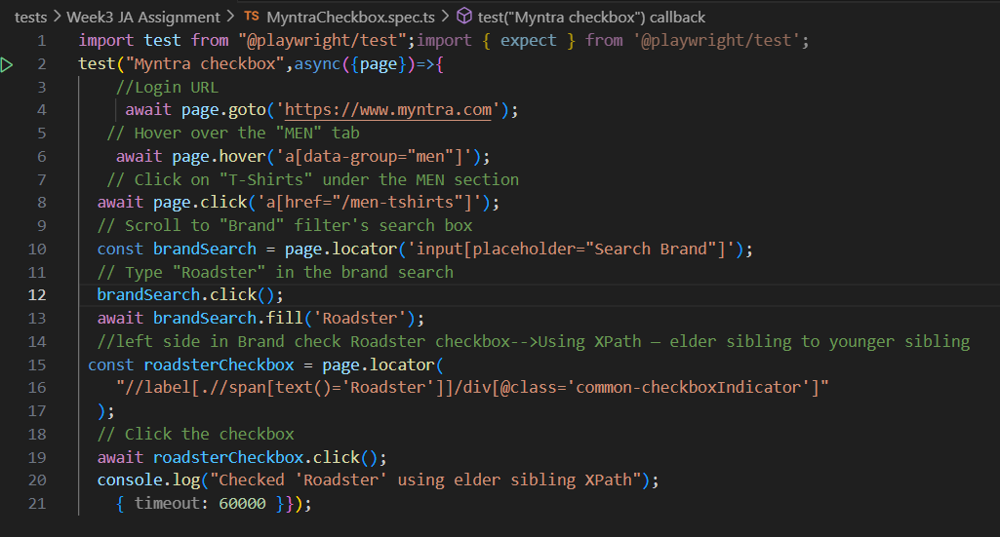 tests > Week3 JA Assignment > TS MyntraCheckbox.spec.ts > test("Myntra checkbox") callback
1 import test from "@playwright/test";import { expect } from '@playwright/test';
2 test("Myntra checkbox",async({page})=>{
3 //Login URL
4 await page.goto('https://www.myntra.com');
5 // Hover over the "MEN" tab
6 await page.hover('a[data-group="men"]');
7 // Click on "T-Shirts" under the MEN section
8 await page.click('a[href="/men-tshirts"]');
9 // Scroll to "Brand" filter's search box
10 const brandSearch = page.locator('input[placeholder="Search Brand"]');
11 // Type "Roadster" in the brand search
12 brandSearch.click();
13 await brandSearch.fill('Roadster');
14 //left side in Brand check Roadster checkbox-->Using XPath – elder sibling to younger sibling
15 const roadsterCheckbox = page.locator(
16 "//label[.//span[text()='Roadster']]/div[@class='common-checkboxIndicator']"
17 );
18 // Click the checkbox
19 await roadsterCheckbox.click();
20 console.log("Checked 'Roadster' using elder sibling XPath");
21 { timeout: 60000 }});